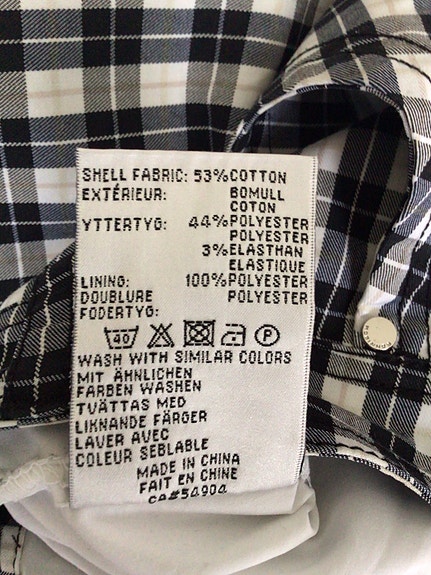 SHELL FABRIC: 53% COTTON
EXTÉRIEUR: BOMULL
COTON
YTTERTYG: 44% POLYESTER
POLYESTER
3% ELASTHAN
ELASTIQUE
LINING: 100% POLYESTER
DOUBLURE POLYESTER
FODERTYG:
40 P
WASH WITH SIMILAR COLORS
MIT ÄHNLICHEN
FARBEN WASHEN
TVÄTTAS MED
LIKNANDE FÄRGER
LAVER AVEC
COULEUR SEBLABLE
MADE IN CHINA
FAIT EN CHINE
CA#54904